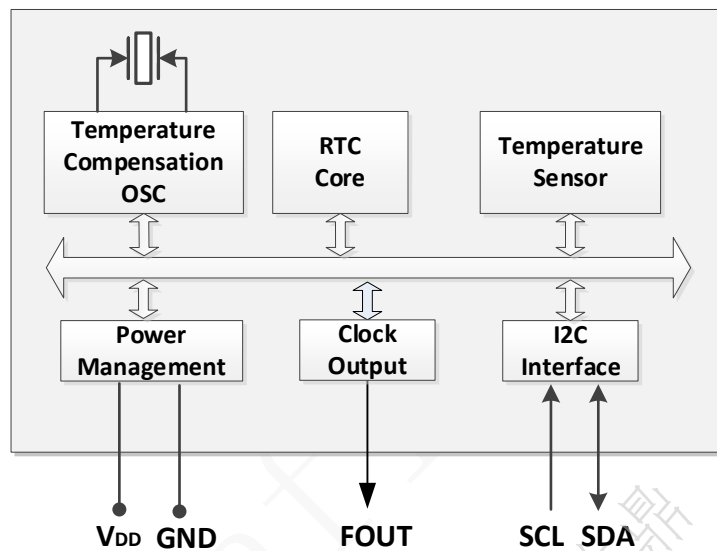 Temperature
Compensation
OSC
RTC
Core
Temperature
Sensor
Power
Management
Clock
Output
I2C
Interface
VDD GND FOUT SCL SDA